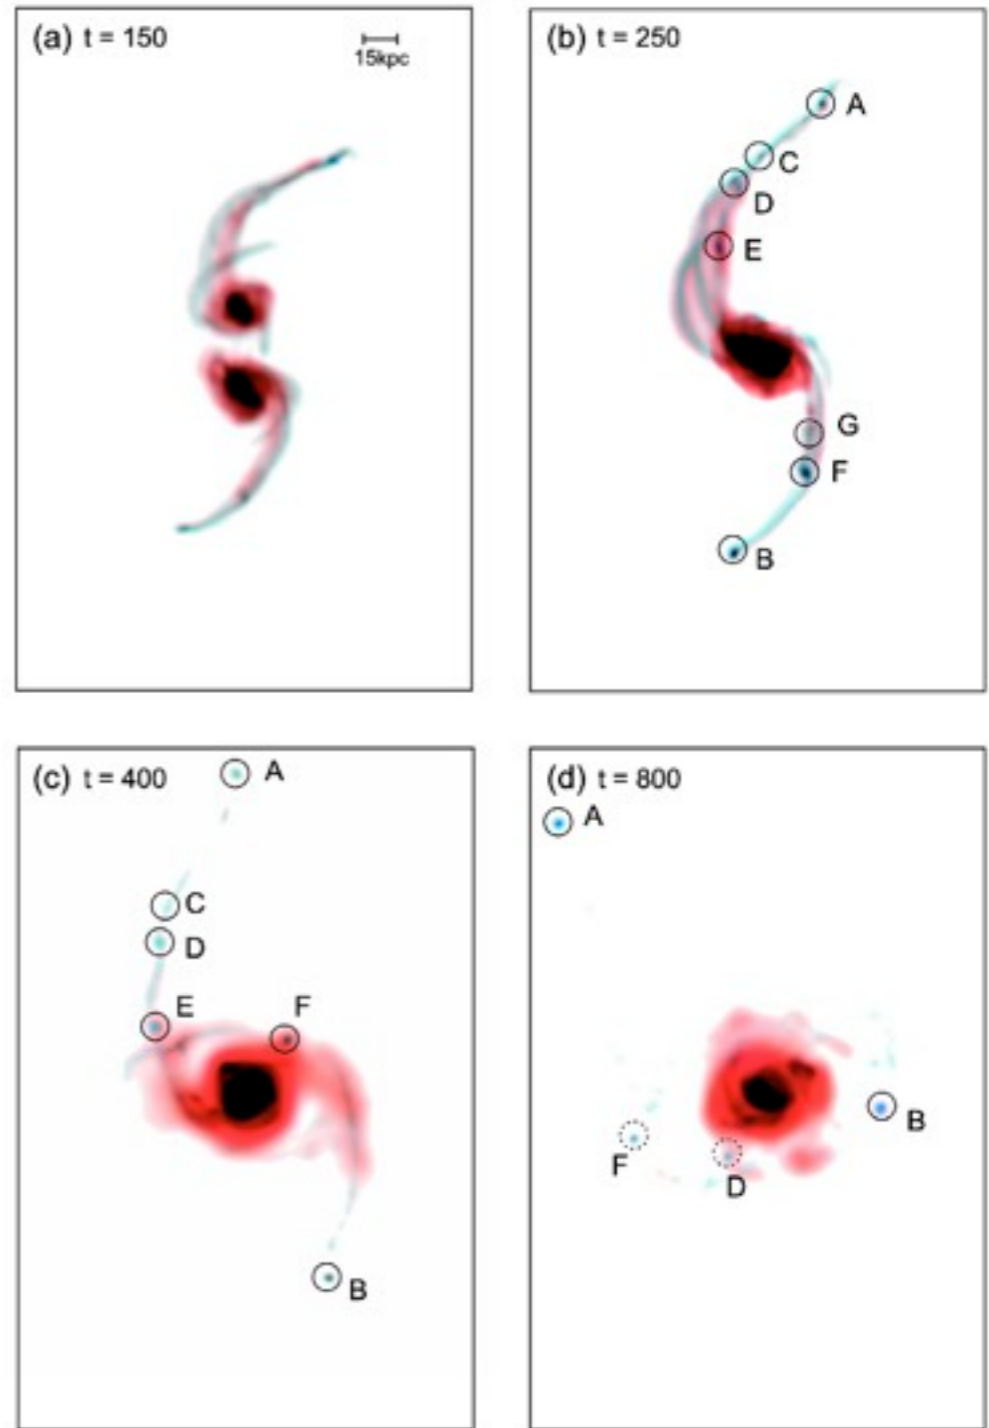 (a) t = 150
15kpc
(b) t = 250
A
C
D
E
G
F
B
(c) t = 400
A
C
D
E
F
B
(d) t = 800
A
B
F
D